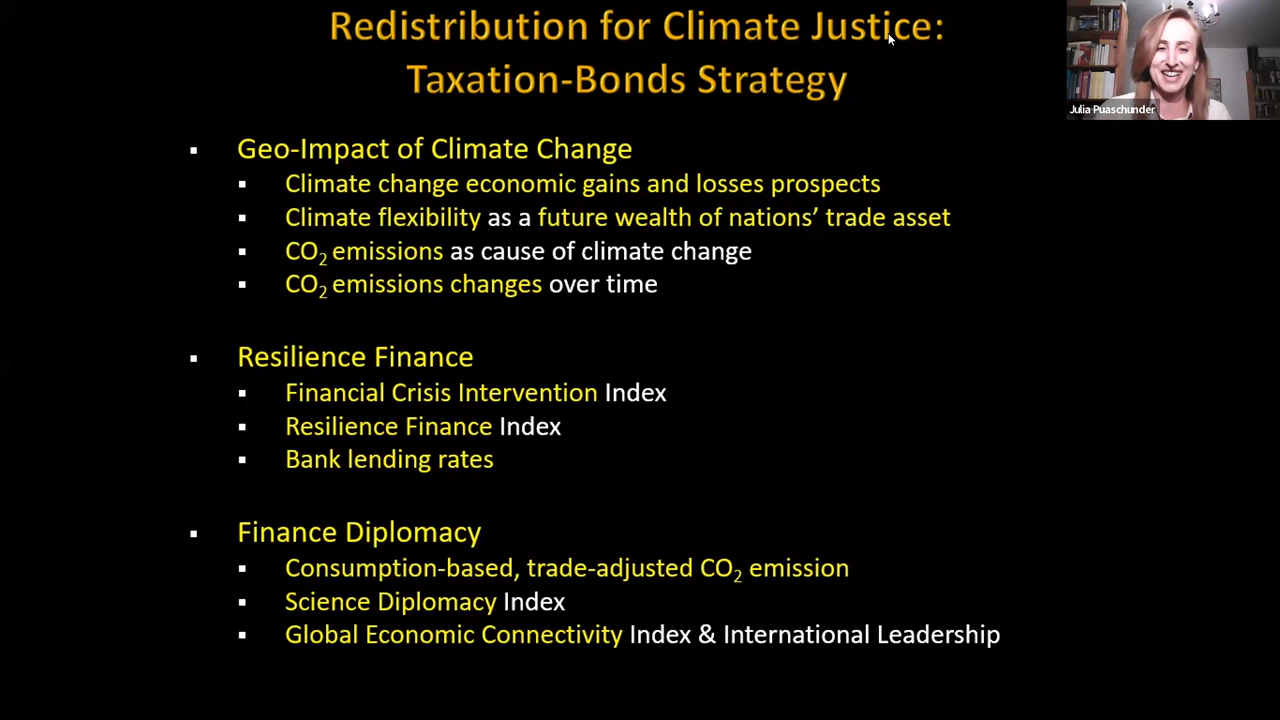 Redistribution for Climate Justice:
Taxation-Bonds Strategy
Julia Puaschunder
▪ Geo-Impact of Climate Change
▪ Climate change economic gains and losses prospects
▪ Climate flexibility as a future wealth of nations’ trade asset
▪ CO₂ emissions as cause of climate change
▪ CO₂ emissions changes over time
▪ Resilience Finance
▪ Financial Crisis Intervention Index
▪ Resilience Finance Index
▪ Bank lending rates
▪ Finance Diplomacy
▪ Consumption-based, trade-adjusted CO₂ emission
▪ Science Diplomacy Index
▪ Global Economic Connectivity Index & International Leadership